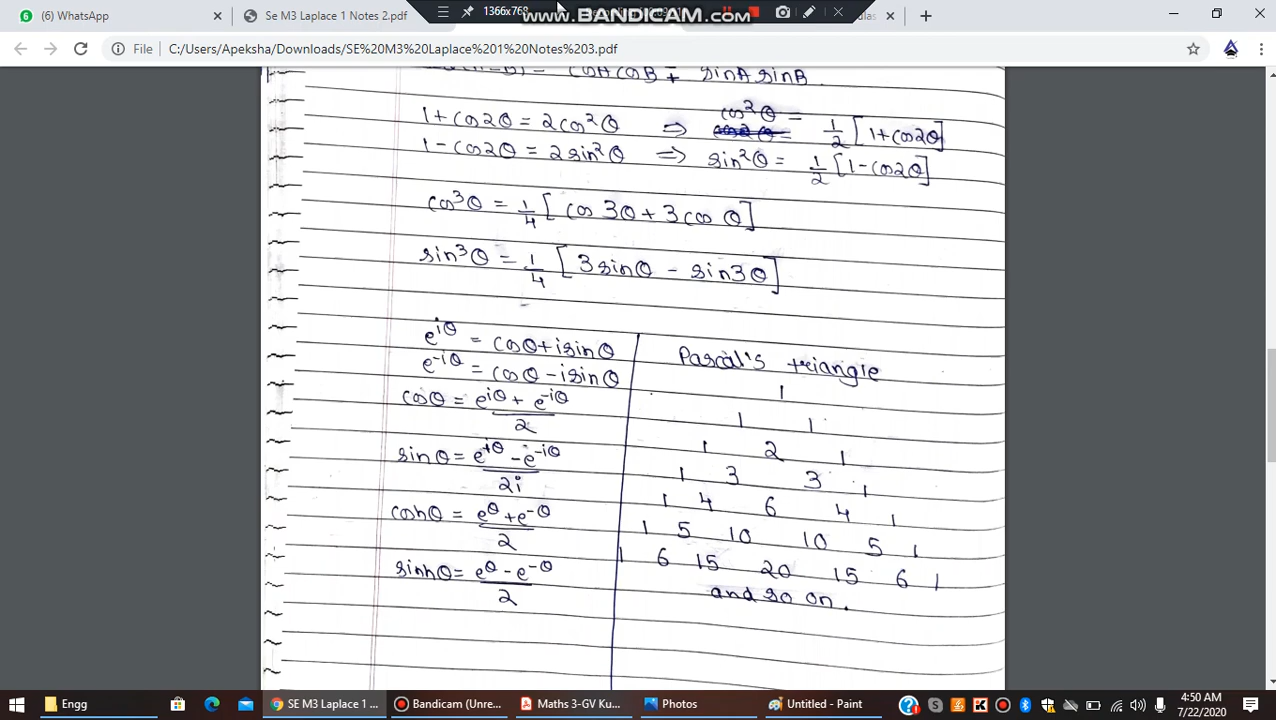 (6) WhatsApp
Se M3 Laplace 1 Notes 2.pdf
1366x768
www.BANDICAM.com
File C:/Users/Apeksha/Downloads/SE%20M3%20Laplace%201%20Notes%203.pdf
cosA cosB + sinA sinB
1+cos2θ = 2cos²θ ⇒ cos²θ = 1/2 [1+cos2θ]
1-cos2θ = 2sin²θ ⇒ sin²θ = 1/2 [1-cos2θ]
cos³θ = 1/4 [cos 3θ + 3cos θ]
sin³θ = 1/4 [3sinθ - sin3θ]
e^iθ = cosθ+isinθ
e^-iθ = cosθ-isinθ
cosθ = e^iθ + e^-iθ / 2
sinθ = e^iθ - e^-iθ / 2i
coshθ = e^θ + e^-θ / 2
sinhθ = e^θ - e^-θ / 2
Pascal's triangle
1
1 1
1 2 1
1 3 3 1
1 4 6 4 1
1 5 10 10 5 1
1 6 15 20 15 6 1
and so on.
Engg
SE M3 Laplace 1 ...
Bandicam (Unre...
Maths 3-GV Ku...
Photos
Untitled - Paint
4:50 AM
7/22/2020